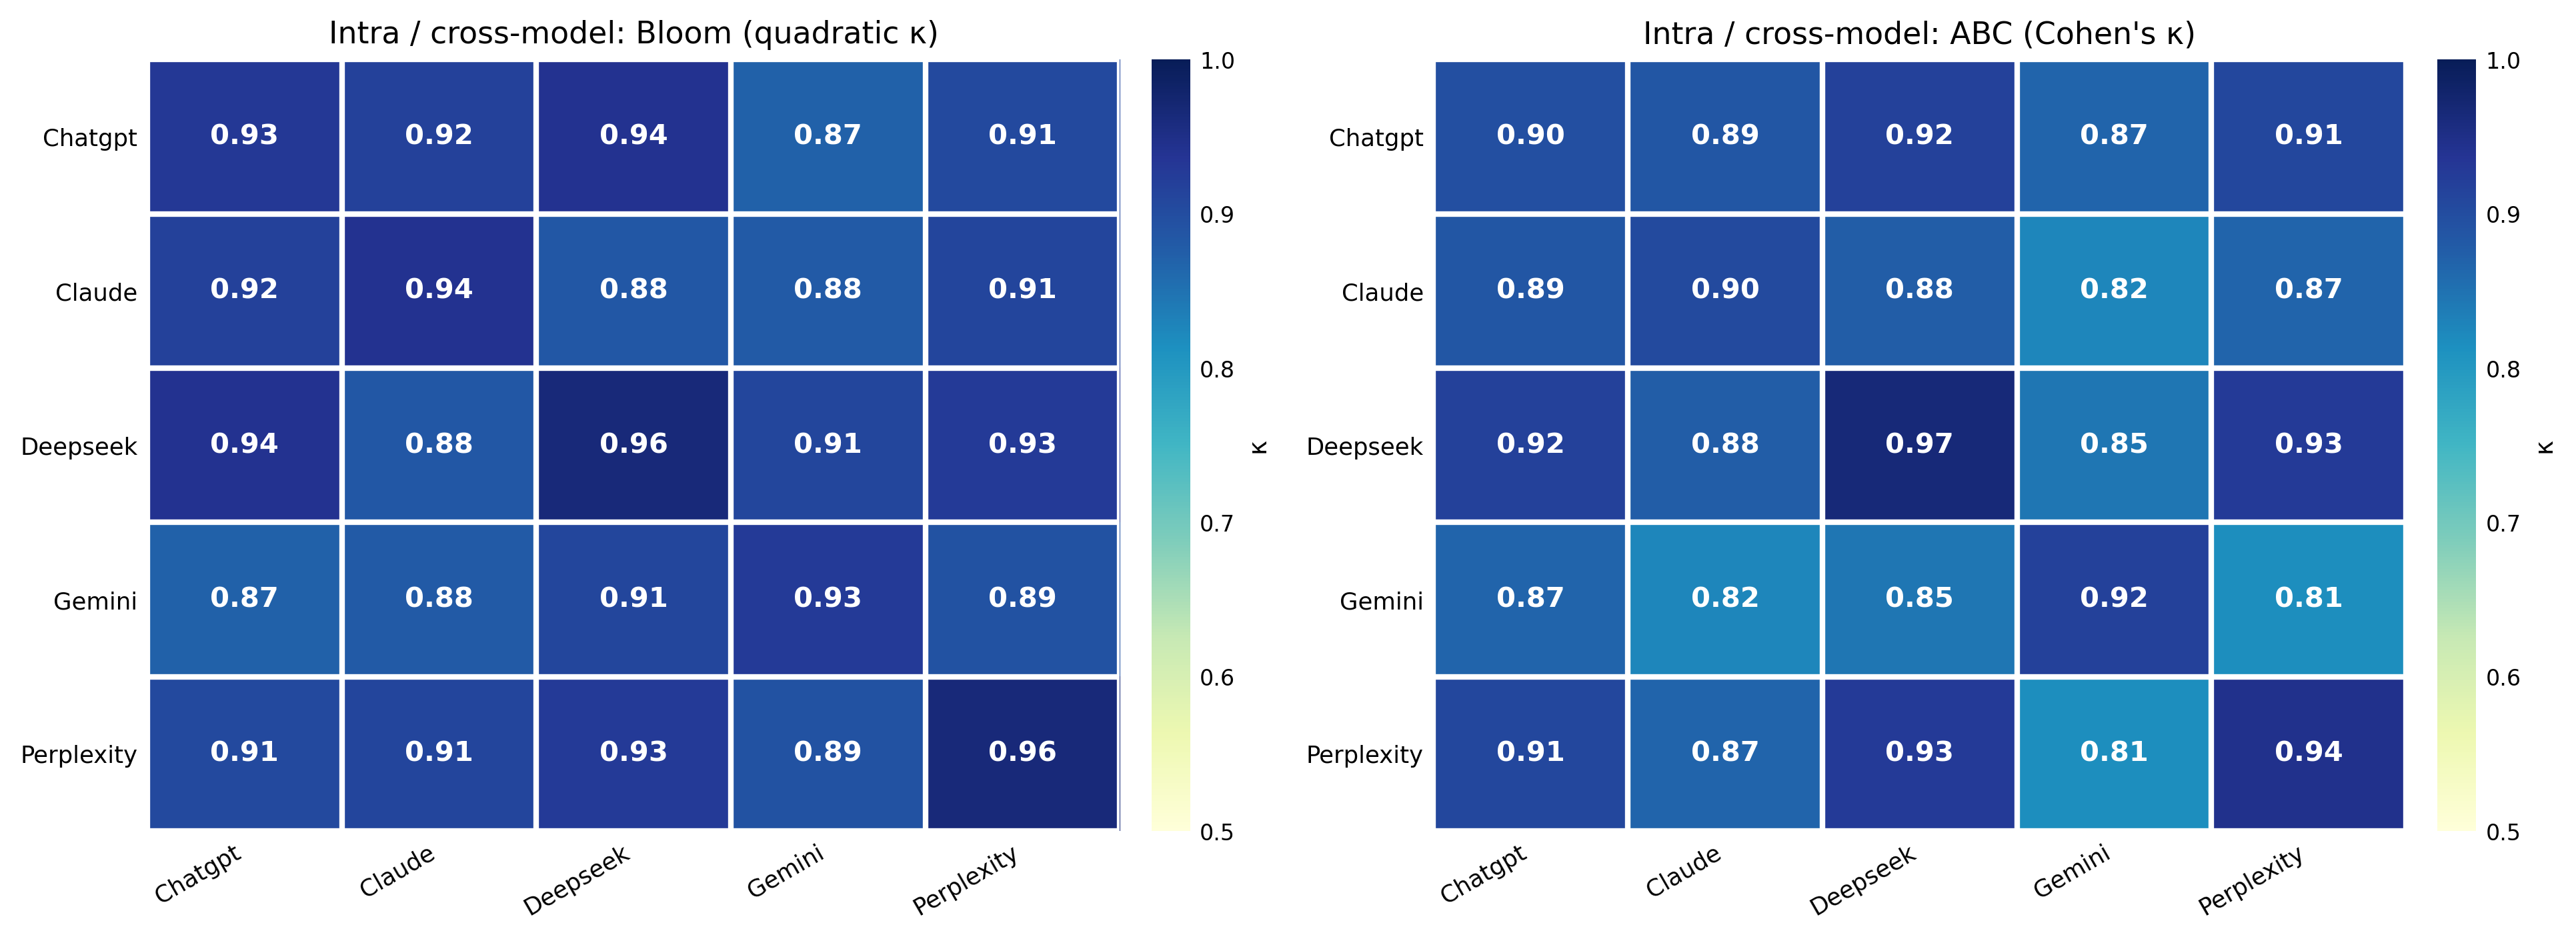 Intra / cross-model: Bloom (quadratic κ)
Chatgpt 0.93 0.92 0.94 0.87 0.91
Claude 0.92 0.94 0.88 0.88 0.91
Deepseek 0.94 0.88 0.96 0.91 0.93
Gemini 0.87 0.88 0.91 0.93 0.89
Perplexity 0.91 0.91 0.93 0.89 0.96
Chatgpt Claude Deepseek Gemini Perplexity
1.0
0.9
0.8
0.7
0.6
0.5
κ
Intra / cross-model: ABC (Cohen's κ)
Chatgpt 0.90 0.89 0.92 0.87 0.91
Claude 0.89 0.90 0.88 0.82 0.87
Deepseek 0.92 0.88 0.97 0.85 0.93
Gemini 0.87 0.82 0.85 0.92 0.81
Perplexity 0.91 0.87 0.93 0.81 0.94
Chatgpt Claude Deepseek Gemini Perplexity
1.0
0.9
0.8
0.7
0.6
0.5
κ